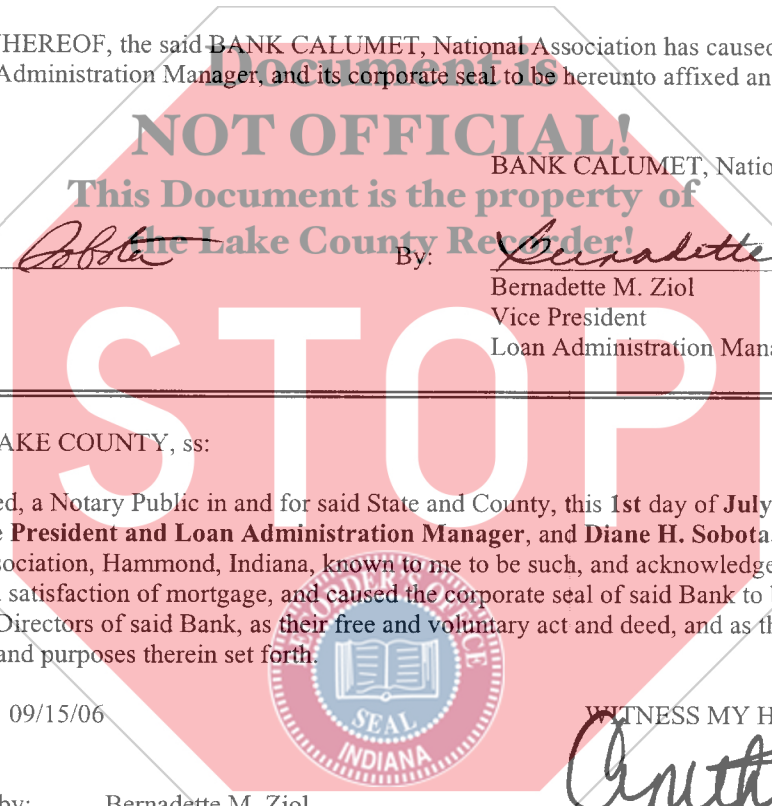 HEREOF, the said BANK CALUMET, National Association has caused
Document is
Administration Manager, and its corporate seal to be hereunto affixed an
NOT OFFICIAL!
BANK CALUMET, Natio
This Document is the property of
the Lake County Recorder!
Sobota By: Bernadette
Bernadette M. Ziol
Vice President
Loan Administration Mana
STOP
AKE COUNTY, ss:
ed, a Notary Public in and for said State and County, this 1st day of July
e President and Loan Administration Manager, and Diane H. Sobota
sociation, Hammond, Indiana, known to me to be such, and acknowledge
satisfaction of mortgage, and caused the corporate seal of said Bank to b
Directors of said Bank, as their free and voluntary act and deed, and as th
and purposes therein set forth.
RECORDER'S OFFICE
SEAL
INDIANA
09/15/06 WITNESS MY H
by: Bernadette M. Ziol